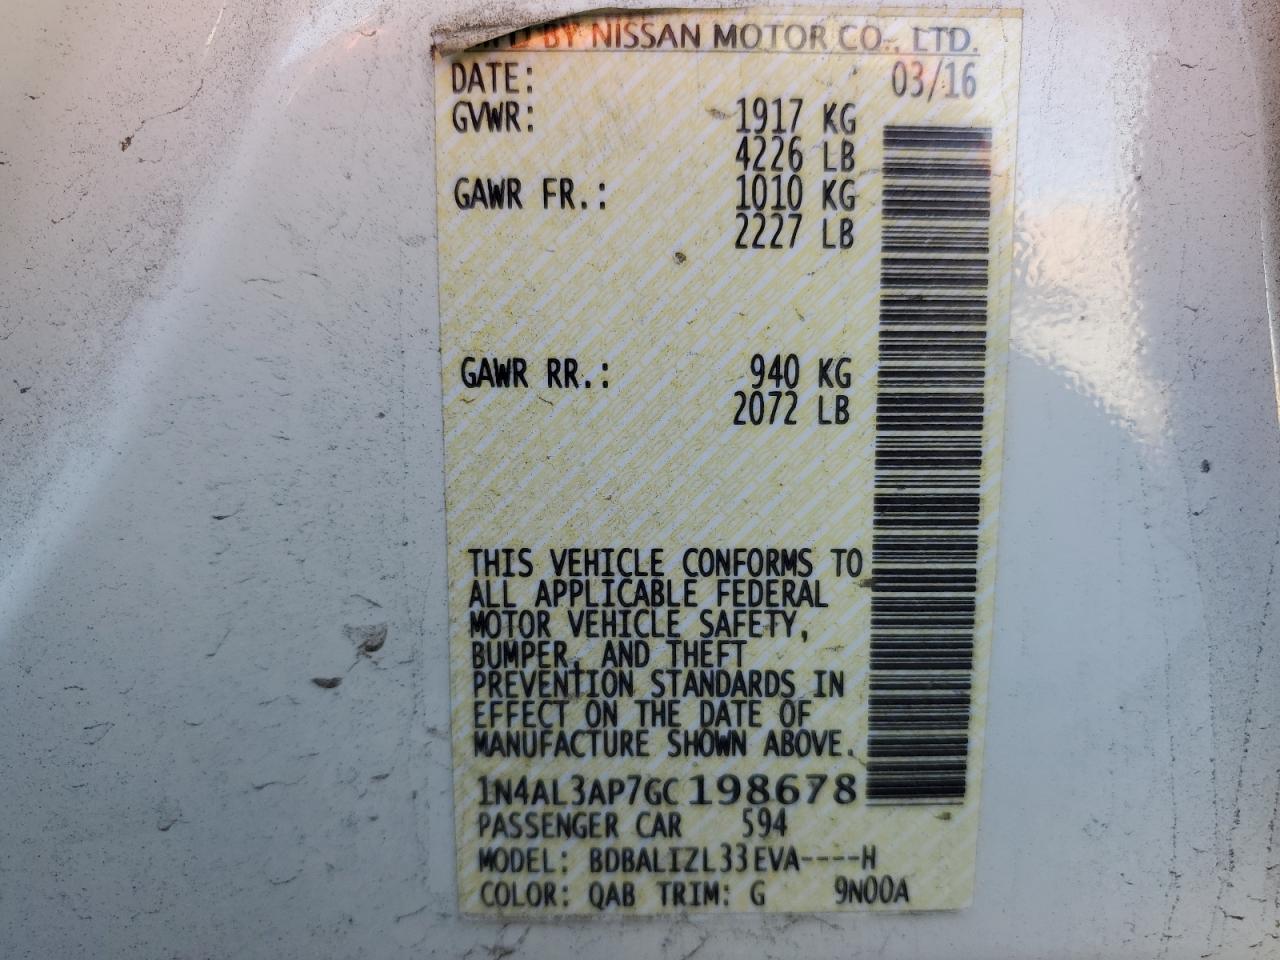 BY NISSAN MOTOR CO., LTD.
DATE: 03/16
GVWR: 1917 KG
4226 LB
GAWR FR.: 1010 KG
2227 LB
GAWR RR.: 940 KG
2072 LB
THIS VEHICLE CONFORMS TO
ALL APPLICABLE FEDERAL
MOTOR VEHICLE SAFETY,
BUMPER, AND THEFT
PREVENTION STANDARDS IN
EFFECT ON THE DATE OF
MANUFACTURE SHOWN ABOVE.
1N4AL3AP7GC198678
PASSENGER CAR 594
MODEL: BDBALIZL33EVA----H
COLOR: QAB TRIM: G 9N00A